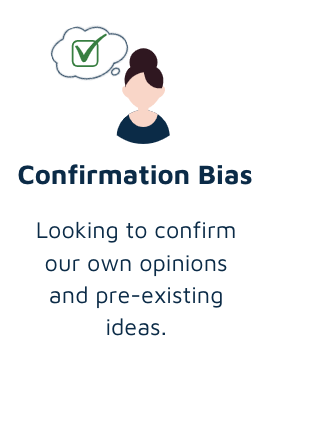 Confirmation Bias
Looking to confirm
our own opinions
and pre-existing
ideas.